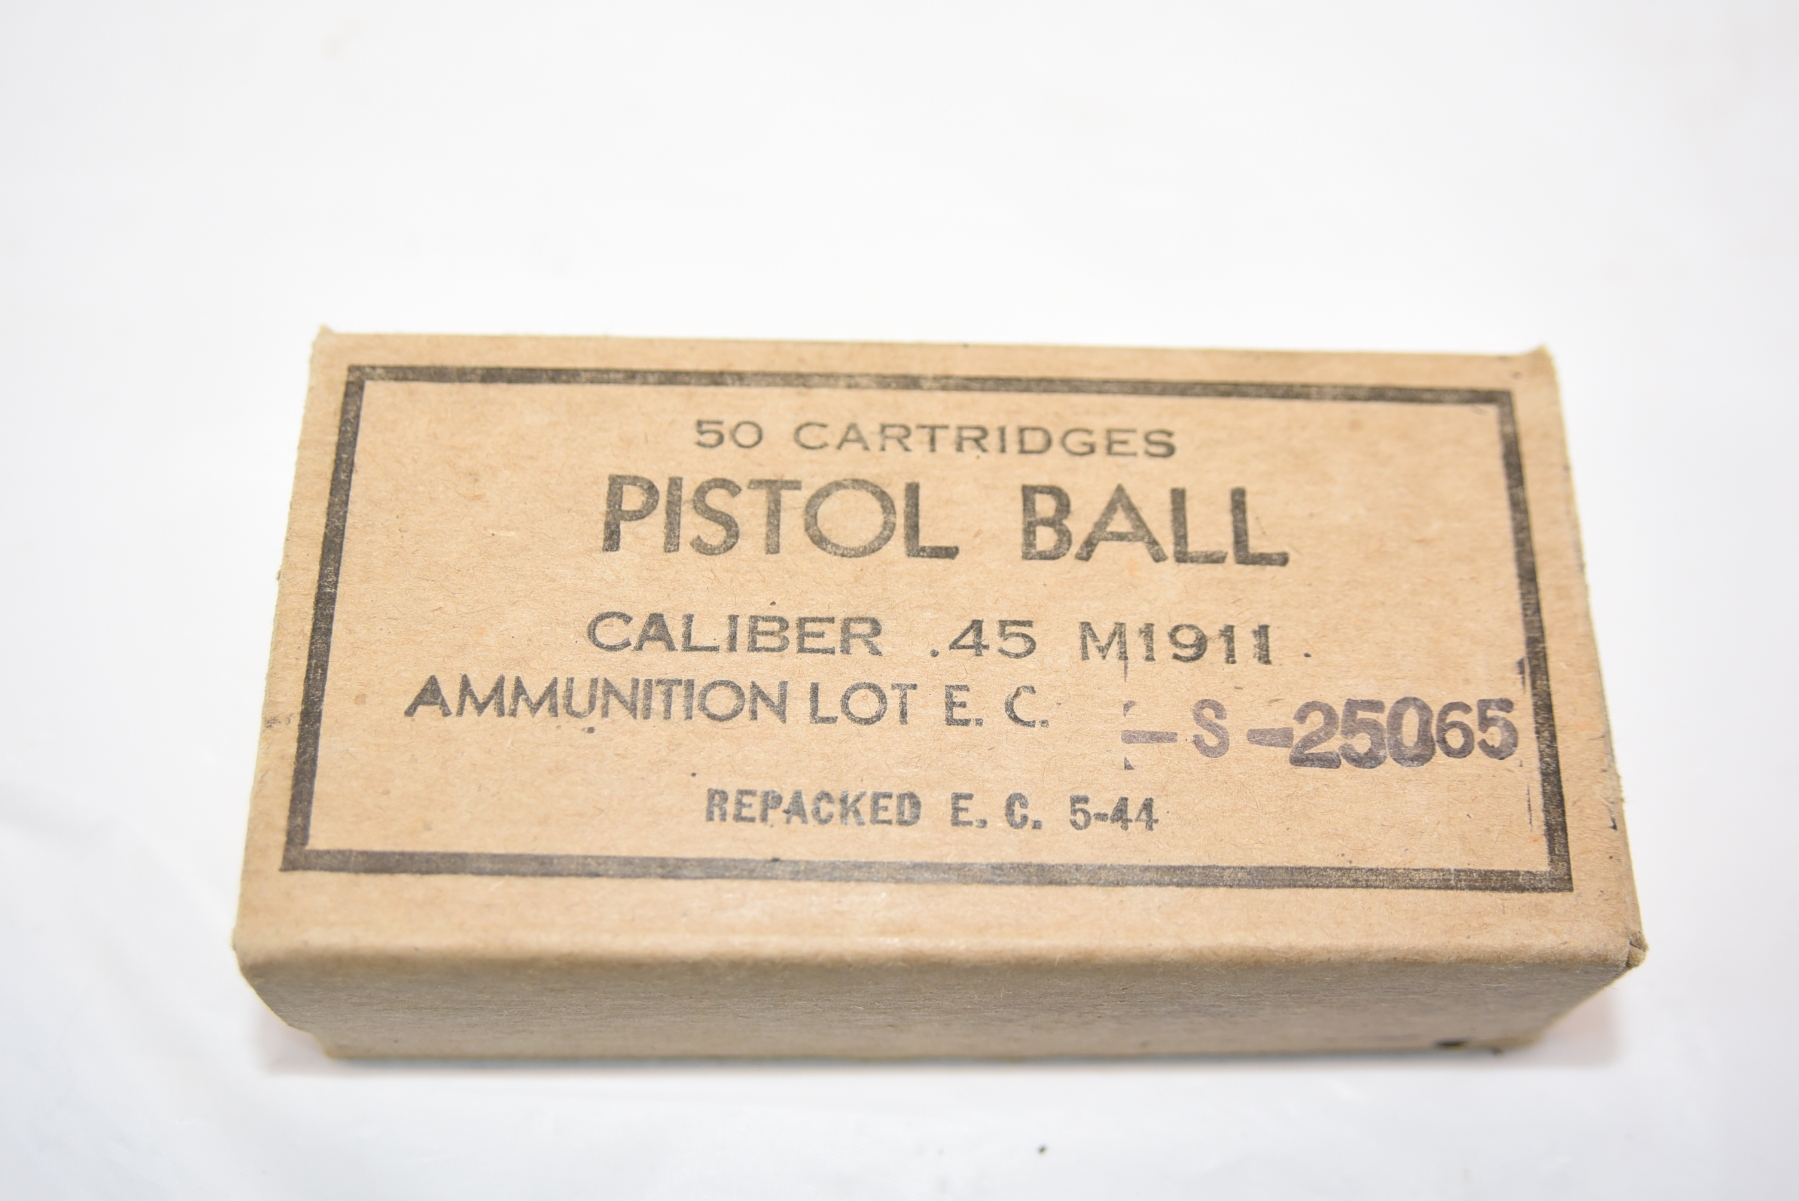 50 CARTRIDGES
PISTOL BALL
CALIBER .45 M1911
AMMUNITION LOT E. C. -S-25065
REPACKED E. C. 5-44